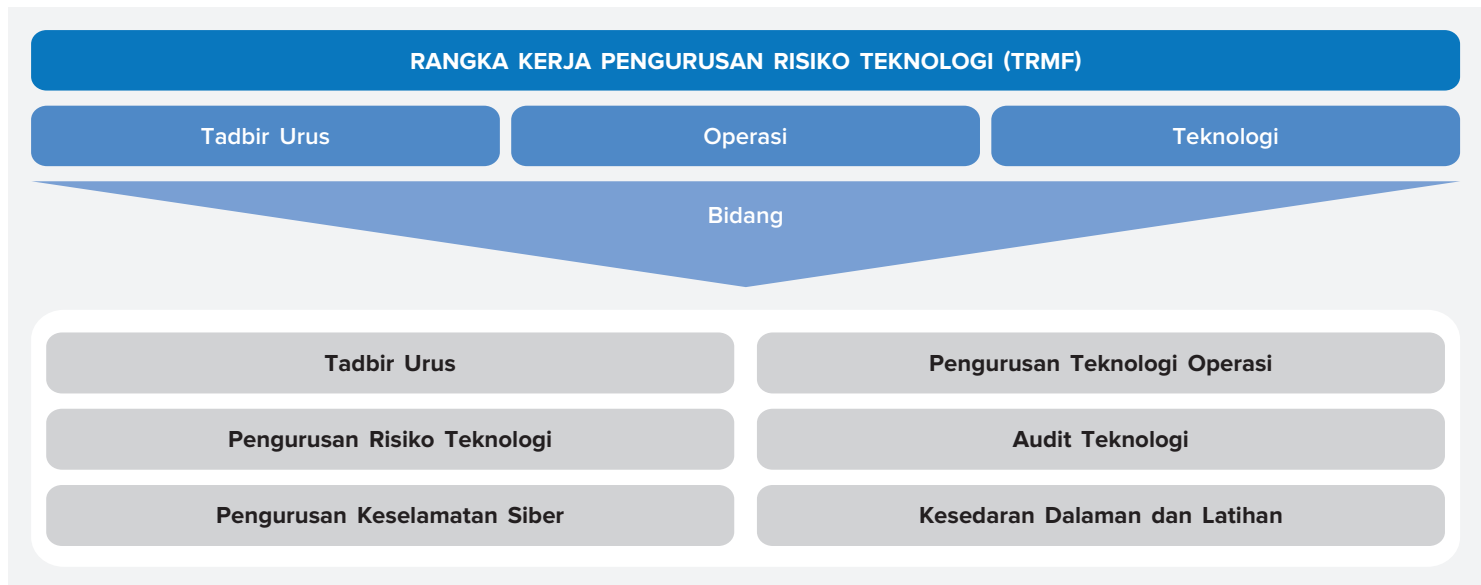 RANGKA KERJA PENGURUSAN RISIKO TEKNOLOGI (TRMF)
Tadbir Urus
Operasi
Teknologi
Bidang
Tadbir Urus
Pengurusan Teknologi Operasi
Pengurusan Risiko Teknologi
Audit Teknologi
Pengurusan Keselamatan Siber
Kesedaran Dalaman dan Latihan